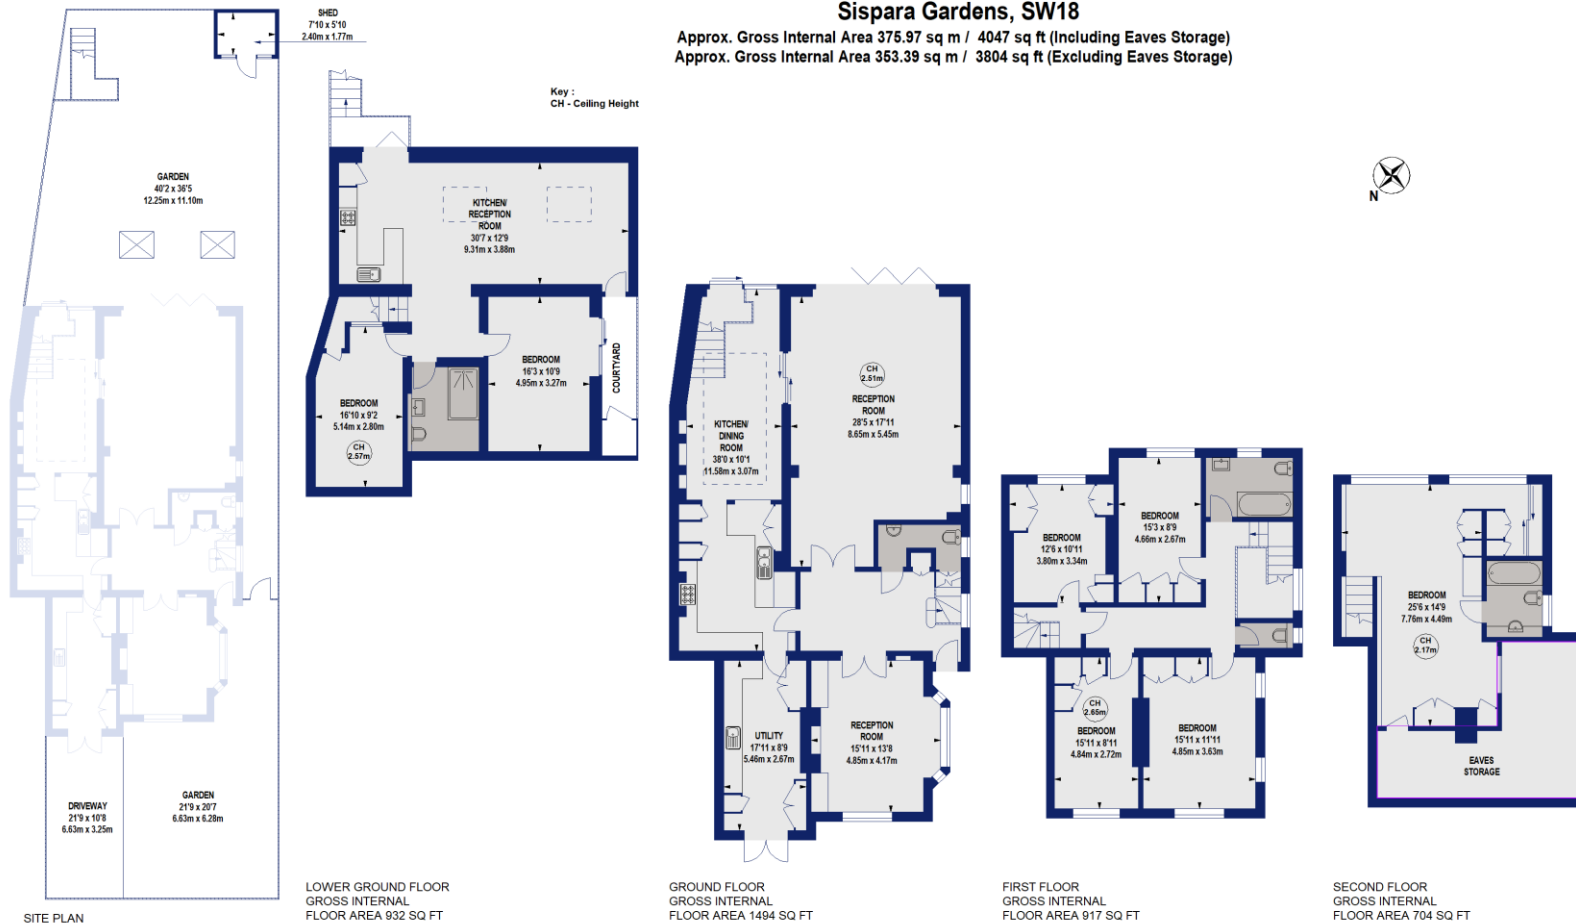 Sispara Gardens, SW18
Approx. Gross Internal Area 375.97 sq m / 4047 sq ft (Including Eaves Storage)
Approx. Gross Internal Area 353.39 sq m / 3804 sq ft (Excluding Eaves Storage)
Key :
CH - Ceiling Height
N
SHED
7'10 x 5'10
2.40m x 1.77m
GARDEN
40'2 x 36'5
12.25m x 11.10m
DRIVEWAY
21'9 x 10'8
6.63m x 3.25m
GARDEN
21'9 x 20'7
6.63m x 6.28m
SITE PLAN
KITCHEN/
RECEPTION
ROOM
30'7 x 12'9
9.31m x 3.88m
BEDROOM
16'3 x 10'9
4.95m x 3.27m
COURTYARD
BEDROOM
16'10 x 9'2
5.14m x 2.80m
CH
2.57m
LOWER GROUND FLOOR
GROSS INTERNAL
FLOOR AREA 932 SQ FT
CH
2.51m
RECEPTION
ROOM
28'5 x 17'11
8.65m x 5.45m
KITCHEN/
DINING
ROOM
38'0 x 10'1
11.58m x 3.07m
UTILITY
17'11 x 8'9
5.46m x 2.67m
RECEPTION
ROOM
15'11 x 13'8
4.85m x 4.17m
GROUND FLOOR
GROSS INTERNAL
FLOOR AREA 1494 SQ FT
BEDROOM
12'6 x 10'11
3.80m x 3.34m
BEDROOM
15'3 x 8'9
4.66m x 2.67m
CH
2.65m
BEDROOM
15'11 x 8'11
4.84m x 2.72m
BEDROOM
15'11 x 11'11
4.85m x 3.63m
FIRST FLOOR
GROSS INTERNAL
FLOOR AREA 917 SQ FT
BEDROOM
25'6 x 14'9
7.76m x 4.49m
CH
2.17m
EAVES
STORAGE
SECOND FLOOR
GROSS INTERNAL
FLOOR AREA 704 SQ FT